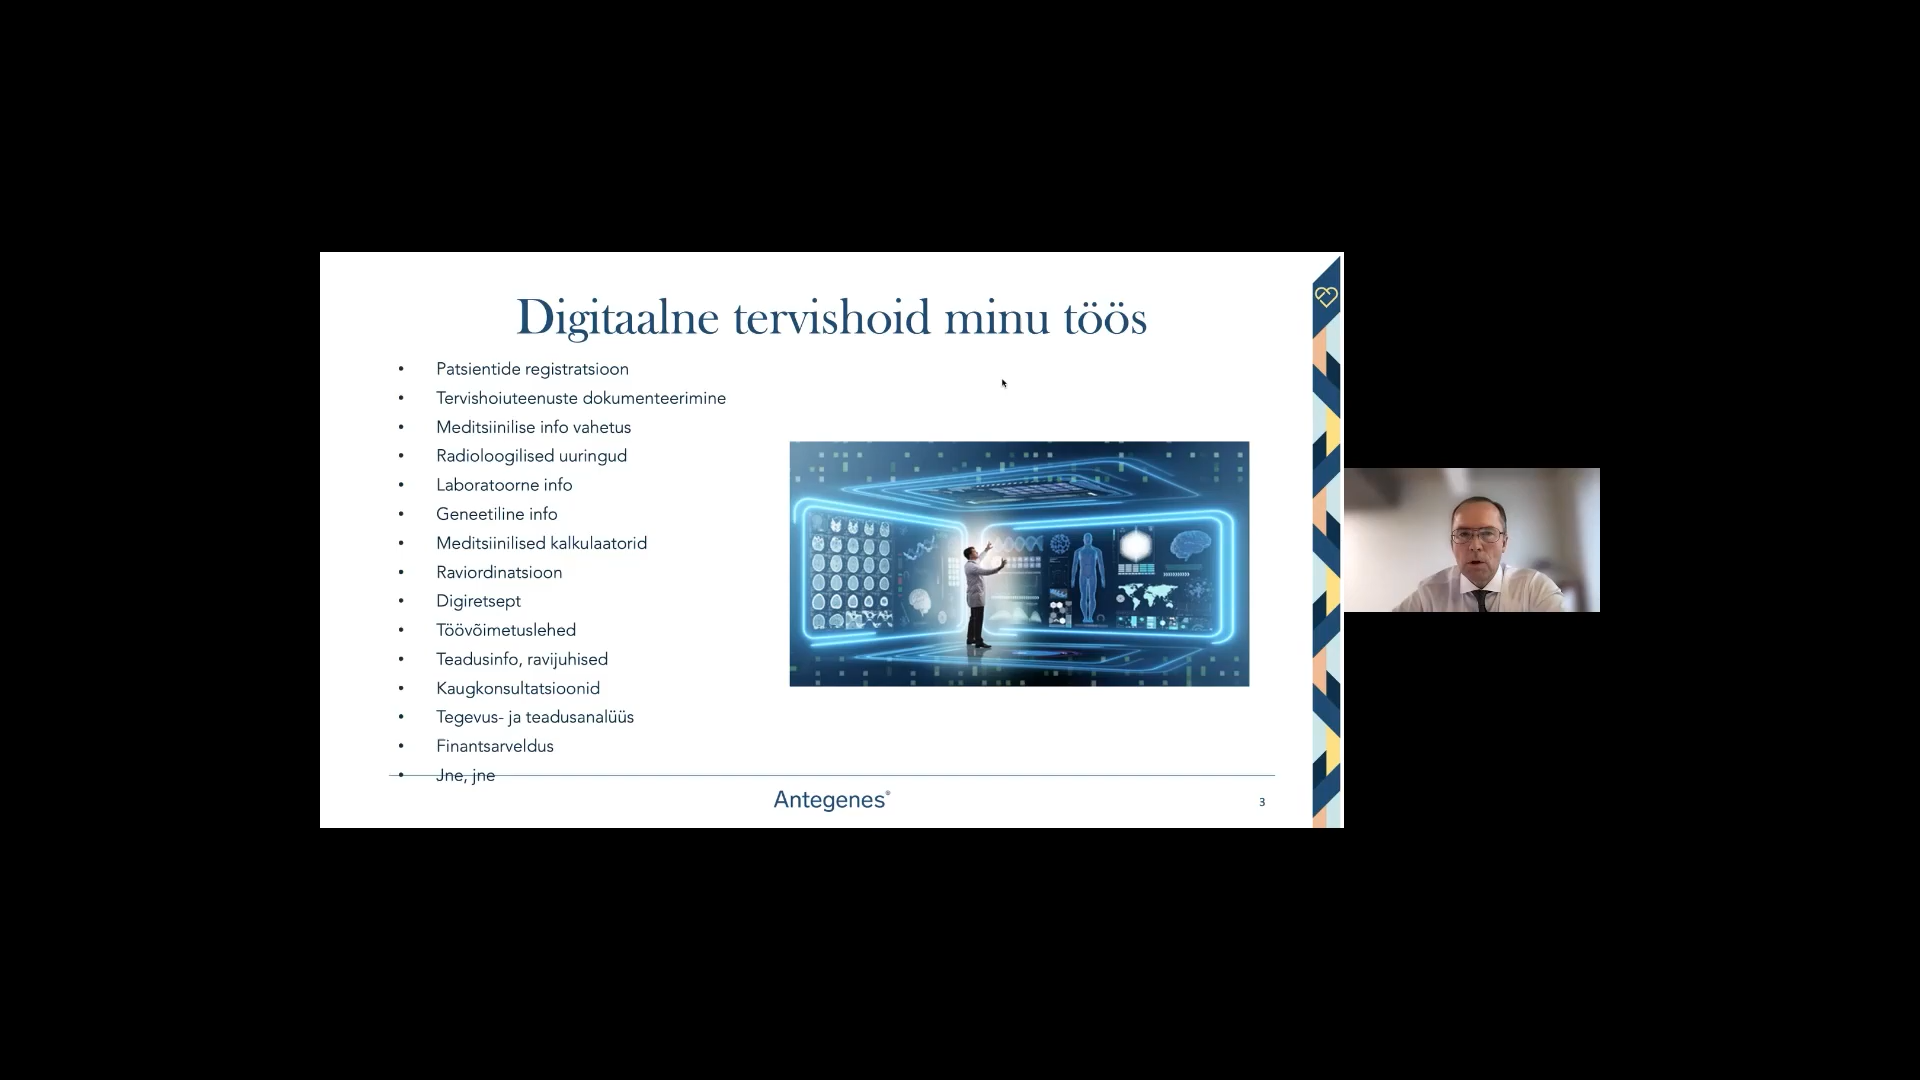 Digitaalne tervishoid minu töös
• Patsientide registratsioon
• Tervishoiuteenuste dokumenteerimine
• Meditsiinilise info vahetus
• Radioloogilised uuringud
• Laboratoorne info
• Geneetiline info
• Meditsiinilised kalkulaatorid
• Raviordinatsioon
• Digiretsept
• Töövõimetuslehed
• Teadusinfo, ravijuhised
• Kaugkonsultatsioonid
• Tegevus- ja teadusanalüüs
• Finantsarveldus
• Jne, jne
Antegenes®
3